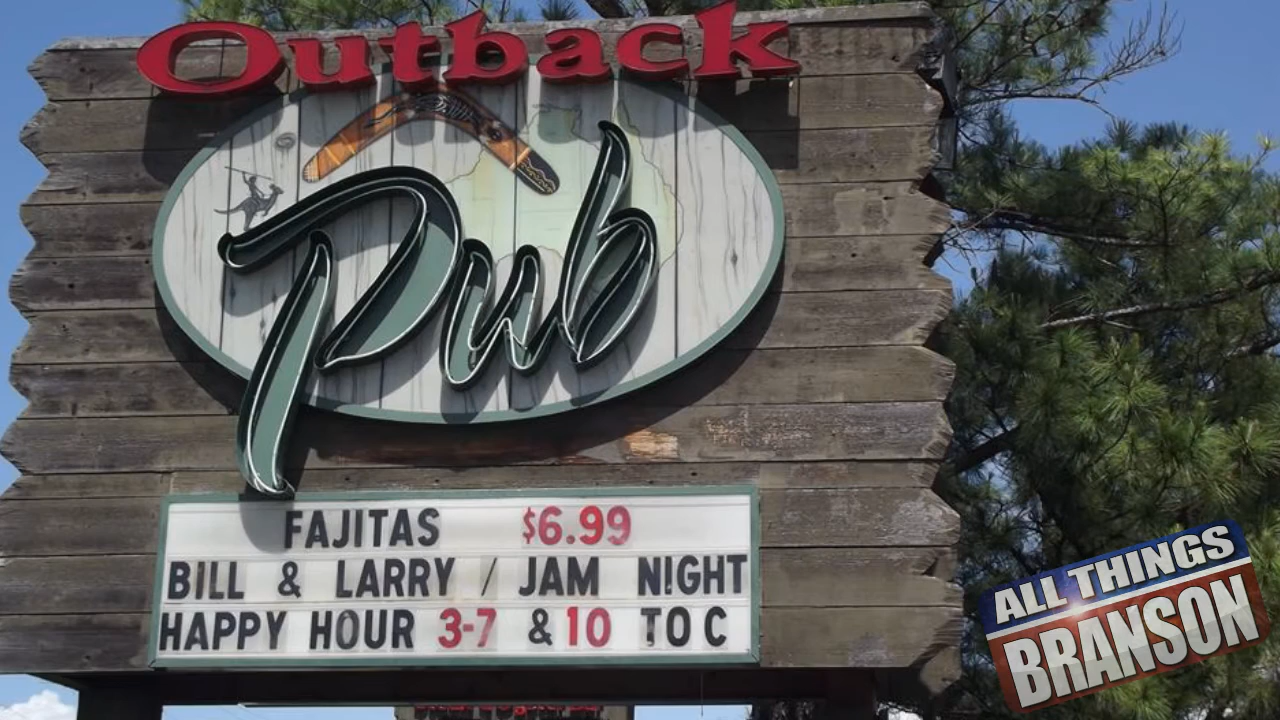 Outback
Pub
FAJITAS $6.99
BILL & LARRY / JAM NIGHT
HAPPY HOUR 3-7 & 10 TO C
ALL THINGS
BRANSON